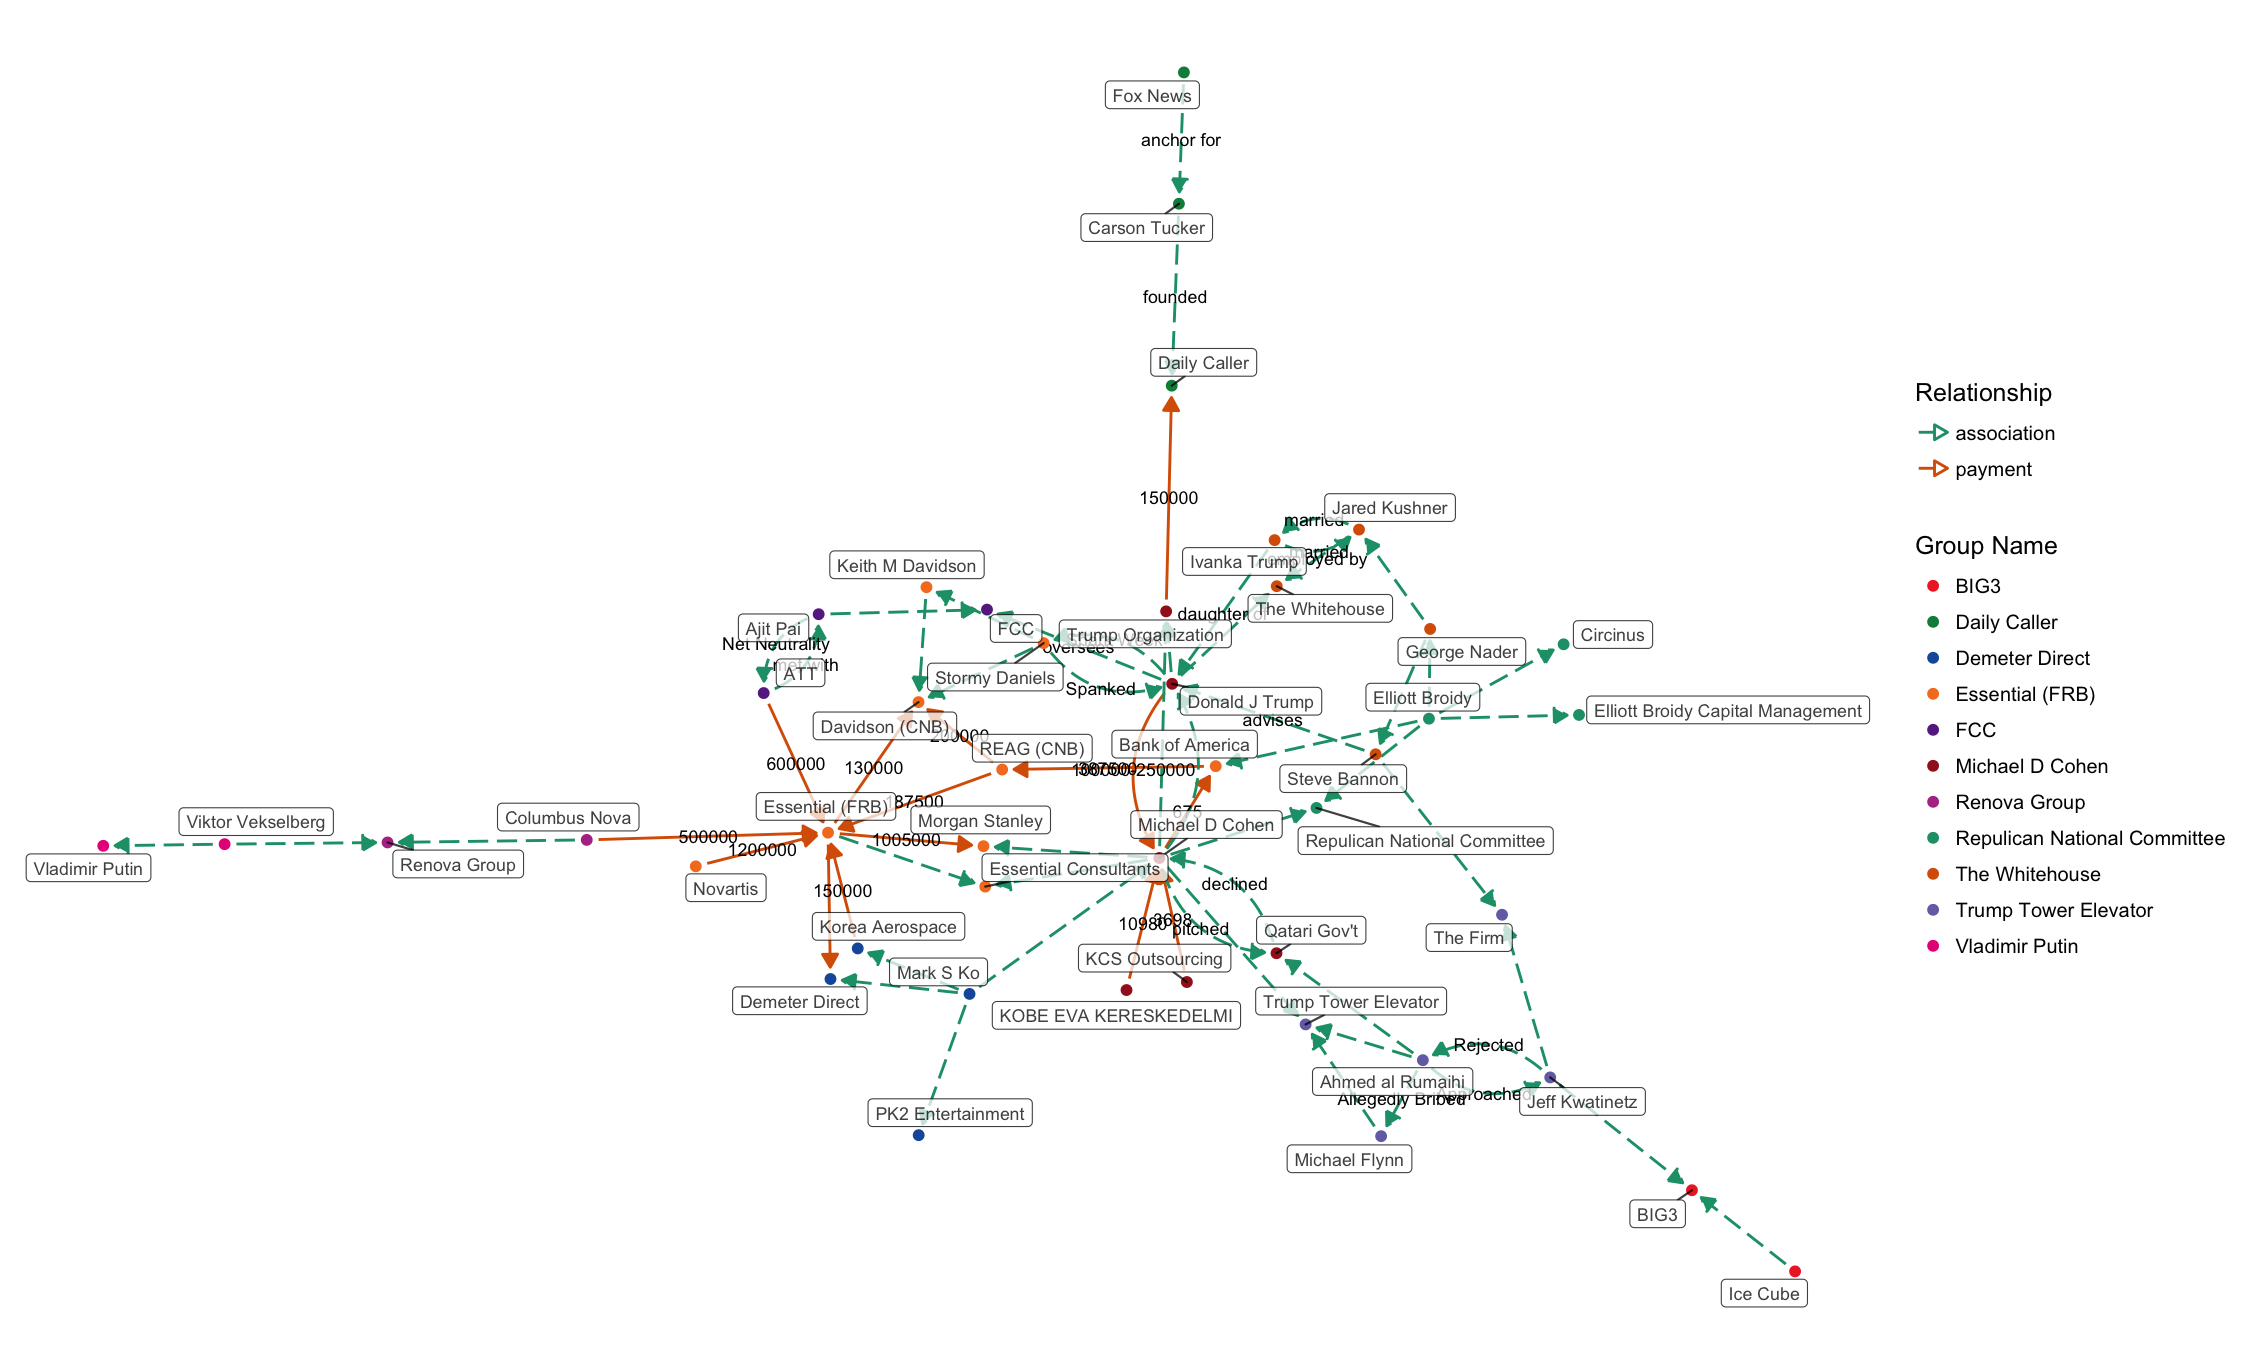 Fox News
anchor for
Carson Tucker
founded
Daily Caller
Relationship
association
payment
150000
Jared Kushner
married
Group Name
married
employed by
Keith M Davidson
Ivanka Trump
BIG3
The Whitehouse
daughter of
Daily Caller
Ajit Pai
FCC
Trump Organization
Circinus
Net Neutrality
oversees
George Nader
Demeter Direct
met with
ATT
Stormy Daniels
Spanked
Donald J Trump
Elliott Broidy
Elliott Broidy Capital Management
Essential (FRB)
advises
Davidson (CNB)
200000
REAG (CNB)
Bank of America
FCC
600000
130000
250000
Steve Bannon
Michael D Cohen
Essential (FRB)
187500
Renova Group
Viktor Vekselberg
Columbus Nova
Morgan Stanley
675
Michael D Cohen
500000
1005000
Repulican National Committee
Repulican National Committee
1200000
Vladimir Putin
Renova Group
Novartis
Essential Consultants
The Whitehouse
150000
declined
Korea Aerospace
10980
3698
pitched
Qatari Gov't
The Firm
Trump Tower Elevator
KCS Outsourcing
Vladimir Putin
Mark S Ko
Demeter Direct
KOBE EVA KERESKEDELMI
Trump Tower Elevator
Rejected
Ahmed al Rumaihi
Allegedly Bribed
Approached
Jeff Kwatinetz
PK2 Entertainment
Michael Flynn
BIG3
Ice Cube